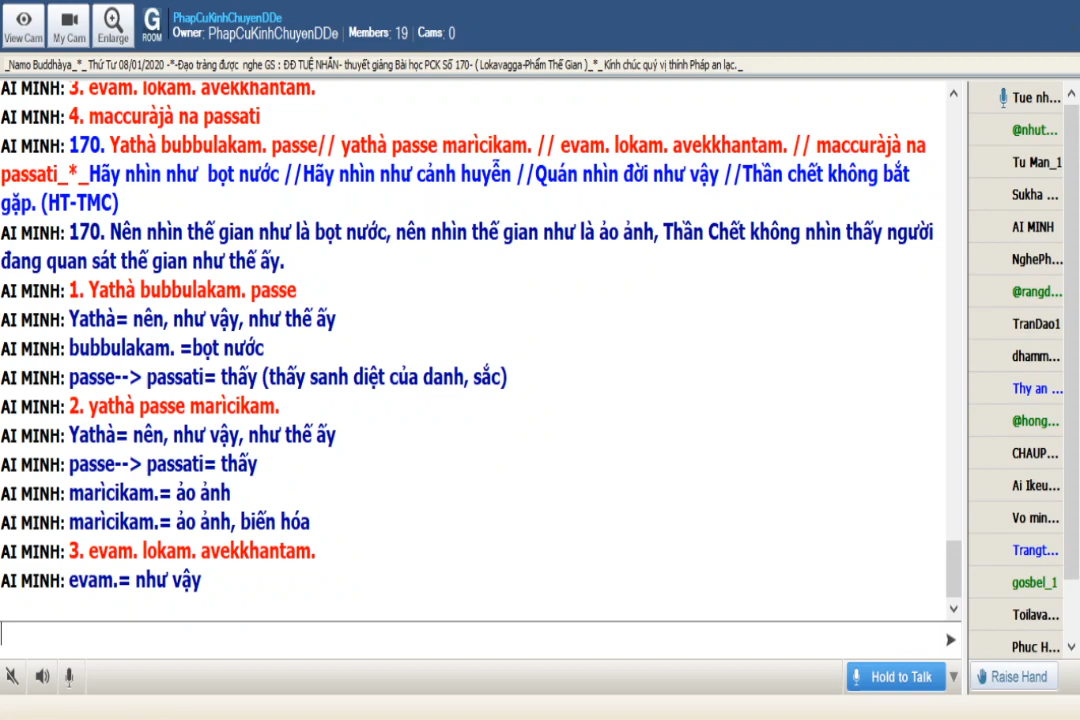 PhapCuKinhChuyenDDe
Owner: PhapCuKinhChuyenDDe | Members: 19 | Cams: 0
View Cam My Cam Enlarge G ROOM
_Namo Buddhàya_*_ Thứ Tư 08/01/2020 -*-Đạo tràng được nghe GS : ĐĐ TUỆ NHÂN- thuyết giảng Bài học PCK Số 170- ( Lokavagga-Phẩm Thế Gian )_*_ Kính chúc quý vị thính Pháp an lạc._
AI MINH: 3. evam. lokam. avekkhantam.
AI MINH: 4. maccuràjà na passati
AI MINH: 170. Yathà bubbulakam. passe// yathà passe marìcikam. // evam. lokam. avekkhantam. // maccuràjà na
passati_*_Hãy nhìn như bọt nước //Hãy nhìn như cảnh huyễn //Quán nhìn đời như vậy //Thần chết không bắt
gặp. (HT-TMC)
AI MINH: 170. Nên nhìn thế gian như là bọt nước, nên nhìn thế gian như là ảo ảnh, Thần Chết không nhìn thấy người
đang quan sát thế gian như thế ấy.
AI MINH: 1. Yathà bubbulakam. passe
AI MINH: Yathà= nên, như vậy, như thế ấy
AI MINH: bubbulakam. =bọt nước
AI MINH: passe--> passati= thấy (thấy sanh diệt của danh, sắc)
AI MINH: 2. yathà passe marìcikam.
AI MINH: Yathà= nên, như vậy, như thế ấy
AI MINH: passe--> passati= thấy
AI MINH: marìcikam.= ảo ảnh
AI MINH: marìcikam.= ảo ảnh, biến hóa
AI MINH: 3. evam. lokam. avekkhantam.
AI MINH: evam.= như vậy
Tue nh...
@nhut...
Tu Man_1
Sukha ...
AI MINH
NghePh...
@rangd...
TranDao1
dhamm...
Thy an ...
@hong...
CHAUP...
Ai Ikeu...
Vo min...
Trangt...
gosbel_1
Toilava...
Phuc H...
Hold to Talk
Raise Hand